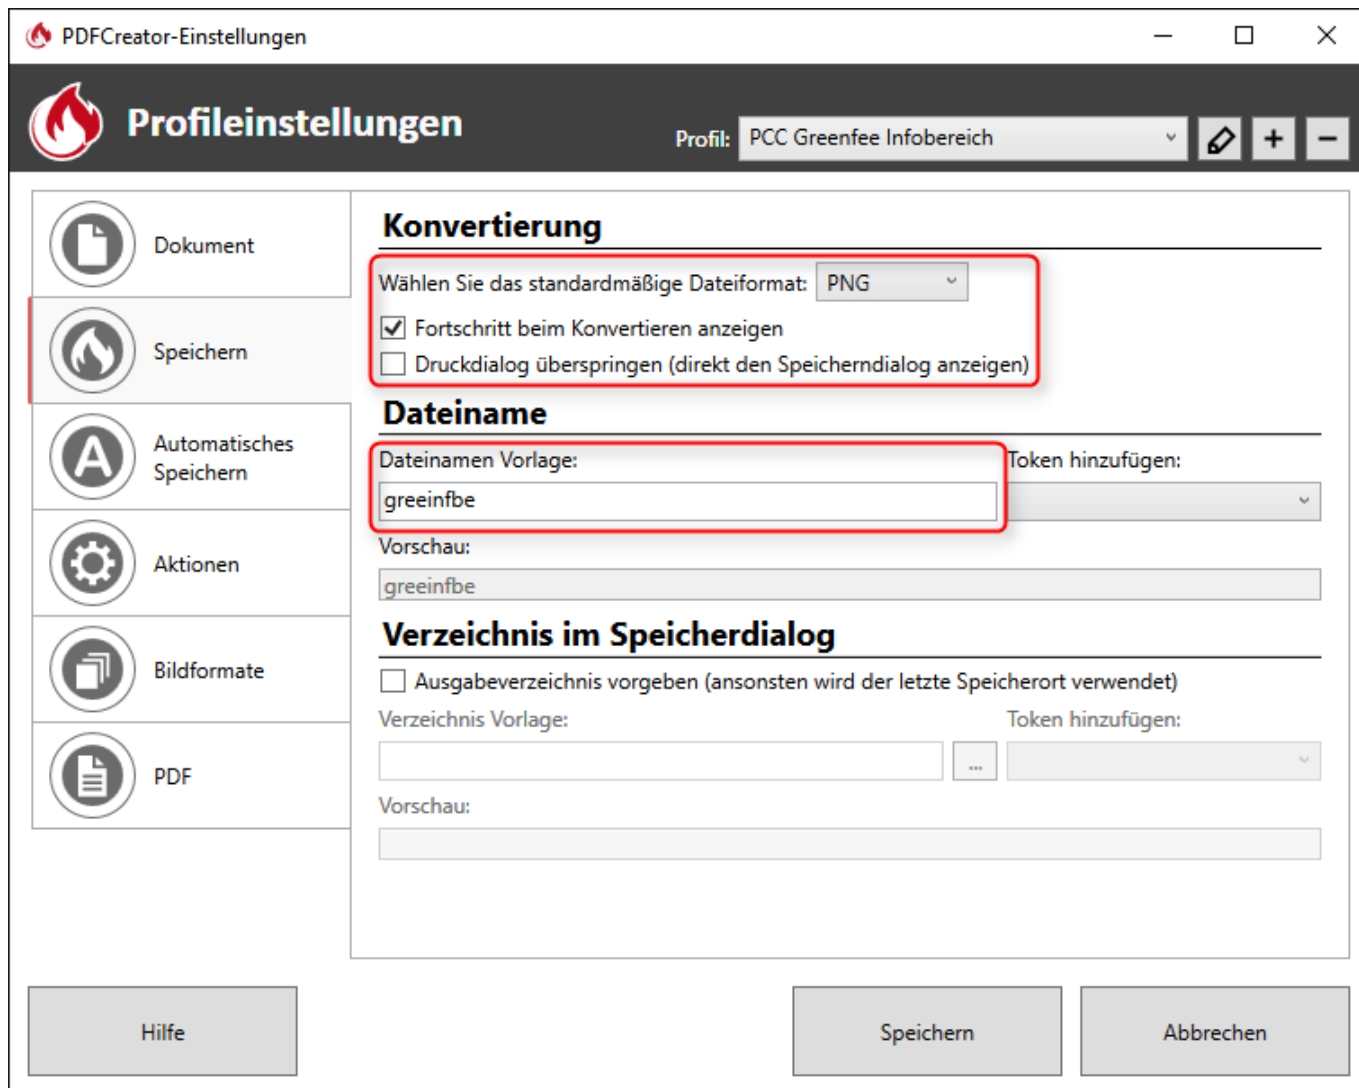 PDFCreator-Einstellungen
Profileinstellungen
Profil: PCC Greenfee Infobereich
Dokument
Speichern
Automatisches
Speichern
Aktionen
Bildformate
PDF
Konvertierung
Wählen Sie das standardmäßige Dateiformat: PNG
Fortschritt beim Konvertieren anzeigen
Druckdialog überspringen (direkt den Speicherndialog anzeigen)
Dateiname
Dateinamen Vorlage: Token hinzufügen:
greeinfbe
Vorschau:
greeinfbe
Verzeichnis im Speicherdialog
Ausgabeverzeichnis vorgeben (ansonsten wird der letzte Speicherort verwendet)
Verzeichnis Vorlage: Token hinzufügen:
...
Vorschau:
Hilfe Speichern Abbrechen